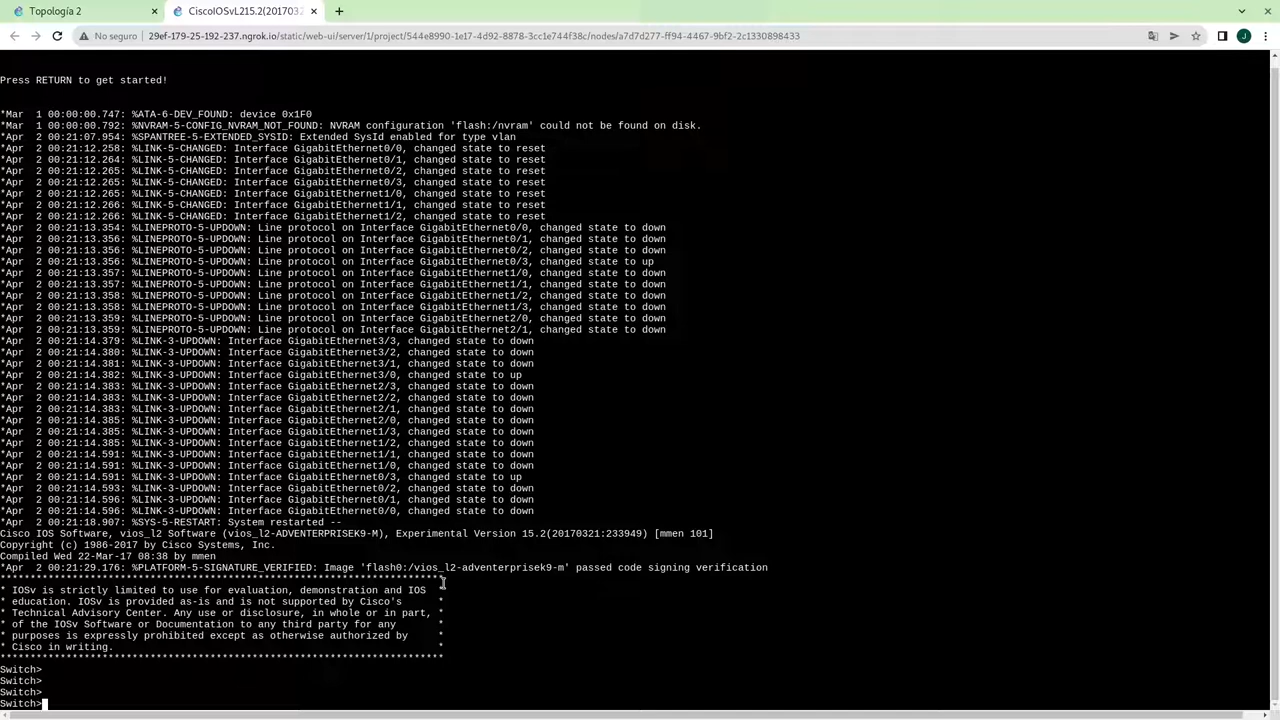 Topología 2
CiscoIOSvL215.2(2017032
No seguro
29ef-179-25-192-237.ngrok.io/static/web-ui/server/1/project/544e8990-1e17-4d92-8878-3cc1e744f38c/nodes/a7d7d277-ff94-4467-9bf2-2c1330898433
J
Press RETURN to get started!
*Mar  1 00:00:00.747: %ATA-6-DEV_FOUND: device 0x1F0
*Mar  1 00:00:00.792: %NVRAM-5-CONFIG_NVRAM_NOT_FOUND: NVRAM configuration 'flash:/nvram' could not be found on disk.
*Apr  2 00:21:07.954: %SPANTREE-5-EXTENDED_SYSID: Extended SysId enabled for type vlan
*Apr  2 00:21:12.258: %LINK-5-CHANGED: Interface GigabitEthernet0/0, changed state to reset
*Apr  2 00:21:12.264: %LINK-5-CHANGED: Interface GigabitEthernet0/1, changed state to reset
*Apr  2 00:21:12.265: %LINK-5-CHANGED: Interface GigabitEthernet0/2, changed state to reset
*Apr  2 00:21:12.265: %LINK-5-CHANGED: Interface GigabitEthernet0/3, changed state to reset
*Apr  2 00:21:12.265: %LINK-5-CHANGED: Interface GigabitEthernet1/0, changed state to reset
*Apr  2 00:21:12.266: %LINK-5-CHANGED: Interface GigabitEthernet1/1, changed state to reset
*Apr  2 00:21:12.266: %LINK-5-CHANGED: Interface GigabitEthernet1/2, changed state to reset
*Apr  2 00:21:13.354: %LINEPROTO-5-UPDOWN: Line protocol on Interface GigabitEthernet0/0, changed state to down
*Apr  2 00:21:13.356: %LINEPROTO-5-UPDOWN: Line protocol on Interface GigabitEthernet0/1, changed state to down
*Apr  2 00:21:13.356: %LINEPROTO-5-UPDOWN: Line protocol on Interface GigabitEthernet0/2, changed state to down
*Apr  2 00:21:13.356: %LINEPROTO-5-UPDOWN: Line protocol on Interface GigabitEthernet0/3, changed state to up
*Apr  2 00:21:13.357: %LINEPROTO-5-UPDOWN: Line protocol on Interface GigabitEthernet1/0, changed state to down
*Apr  2 00:21:13.357: %LINEPROTO-5-UPDOWN: Line protocol on Interface GigabitEthernet1/1, changed state to down
*Apr  2 00:21:13.358: %LINEPROTO-5-UPDOWN: Line protocol on Interface GigabitEthernet1/2, changed state to down
*Apr  2 00:21:13.358: %LINEPROTO-5-UPDOWN: Line protocol on Interface GigabitEthernet1/3, changed state to down
*Apr  2 00:21:13.359: %LINEPROTO-5-UPDOWN: Line protocol on Interface GigabitEthernet2/0, changed state to down
*Apr  2 00:21:13.359: %LINEPROTO-5-UPDOWN: Line protocol on Interface GigabitEthernet2/1, changed state to down
*Apr  2 00:21:14.379: %LINK-3-UPDOWN: Interface GigabitEthernet3/3, changed state to down
*Apr  2 00:21:14.380: %LINK-3-UPDOWN: Interface GigabitEthernet3/2, changed state to down
*Apr  2 00:21:14.381: %LINK-3-UPDOWN: Interface GigabitEthernet3/1, changed state to down
*Apr  2 00:21:14.382: %LINK-3-UPDOWN: Interface GigabitEthernet3/0, changed state to up
*Apr  2 00:21:14.383: %LINK-3-UPDOWN: Interface GigabitEthernet2/3, changed state to down
*Apr  2 00:21:14.383: %LINK-3-UPDOWN: Interface GigabitEthernet2/2, changed state to down
*Apr  2 00:21:14.383: %LINK-3-UPDOWN: Interface GigabitEthernet2/1, changed state to down
*Apr  2 00:21:14.385: %LINK-3-UPDOWN: Interface GigabitEthernet2/0, changed state to down
*Apr  2 00:21:14.385: %LINK-3-UPDOWN: Interface GigabitEthernet1/3, changed state to down
*Apr  2 00:21:14.386: %LINK-3-UPDOWN: Interface GigabitEthernet1/2, changed state to down
*Apr  2 00:21:14.591: %LINK-3-UPDOWN: Interface GigabitEthernet1/1, changed state to down
*Apr  2 00:21:14.591: %LINK-3-UPDOWN: Interface GigabitEthernet1/0, changed state to down
*Apr  2 00:21:14.591: %LINK-3-UPDOWN: Interface GigabitEthernet0/3, changed state to up
*Apr  2 00:21:14.593: %LINK-3-UPDOWN: Interface GigabitEthernet0/2, changed state to down
*Apr  2 00:21:14.596: %LINK-3-UPDOWN: Interface GigabitEthernet0/1, changed state to down
*Apr  2 00:21:14.596: %LINK-3-UPDOWN: Interface GigabitEthernet0/0, changed state to down
*Apr  2 00:21:18.907: %SYS-5-RESTART: System restarted --
Cisco IOS Software, vios_l2 Software (vios_l2-ADVENTERPRISEK9-M), Experimental Version 15.2(20170321:233949) [mmen 101]
Copyright (c) 1986-2017 by Cisco Systems, Inc.
Compiled Wed 22-Mar-17 08:38 by mmen
*Apr  2 00:21:29.176: %PLATFORM-5-SIGNATURE_VERIFIED: Image 'flash0:/vios_l2-adventerprisek9-m' passed code signing verification
**************************************************************************
* IOSv is strictly limited to use for evaluation, demonstration and IOS  *
* education. IOSv is provided as-is and is not supported by Cisco's      *
* Technical Advisory Center. Any use or disclosure, in whole or in part, *
* of the IOSv Software or Documentation to any third party for any       *
* purposes is expressly prohibited except as otherwise authorized by     *
* Cisco in writing.                                                      *
**************************************************************************
Switch>
Switch>
Switch>
Switch>